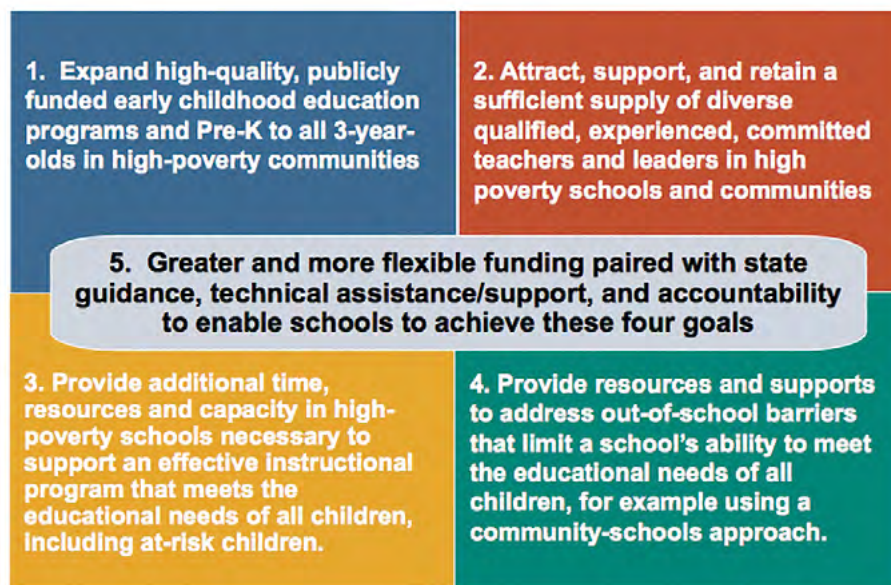 1.  Expand high-quality, publicly
funded early childhood education
programs and Pre-K to all 3-year-
olds in high-poverty communities
2. Attract, support, and retain a
sufficient supply of diverse
qualified, experienced, committed
teachers and leaders in high
poverty schools and communities
5.  Greater and more flexible funding paired with state
guidance, technical assistance/support, and accountability
to enable schools to achieve these four goals
3. Provide additional time,
resources and capacity in high-
poverty schools necessary to
support an effective instructional
program that meets the
educational needs of all children,
including at-risk children.
4. Provide resources and supports
to address out-of-school barriers
that limit a school’s ability to meet
the educational needs of all
children, for example using a
community-schools approach.